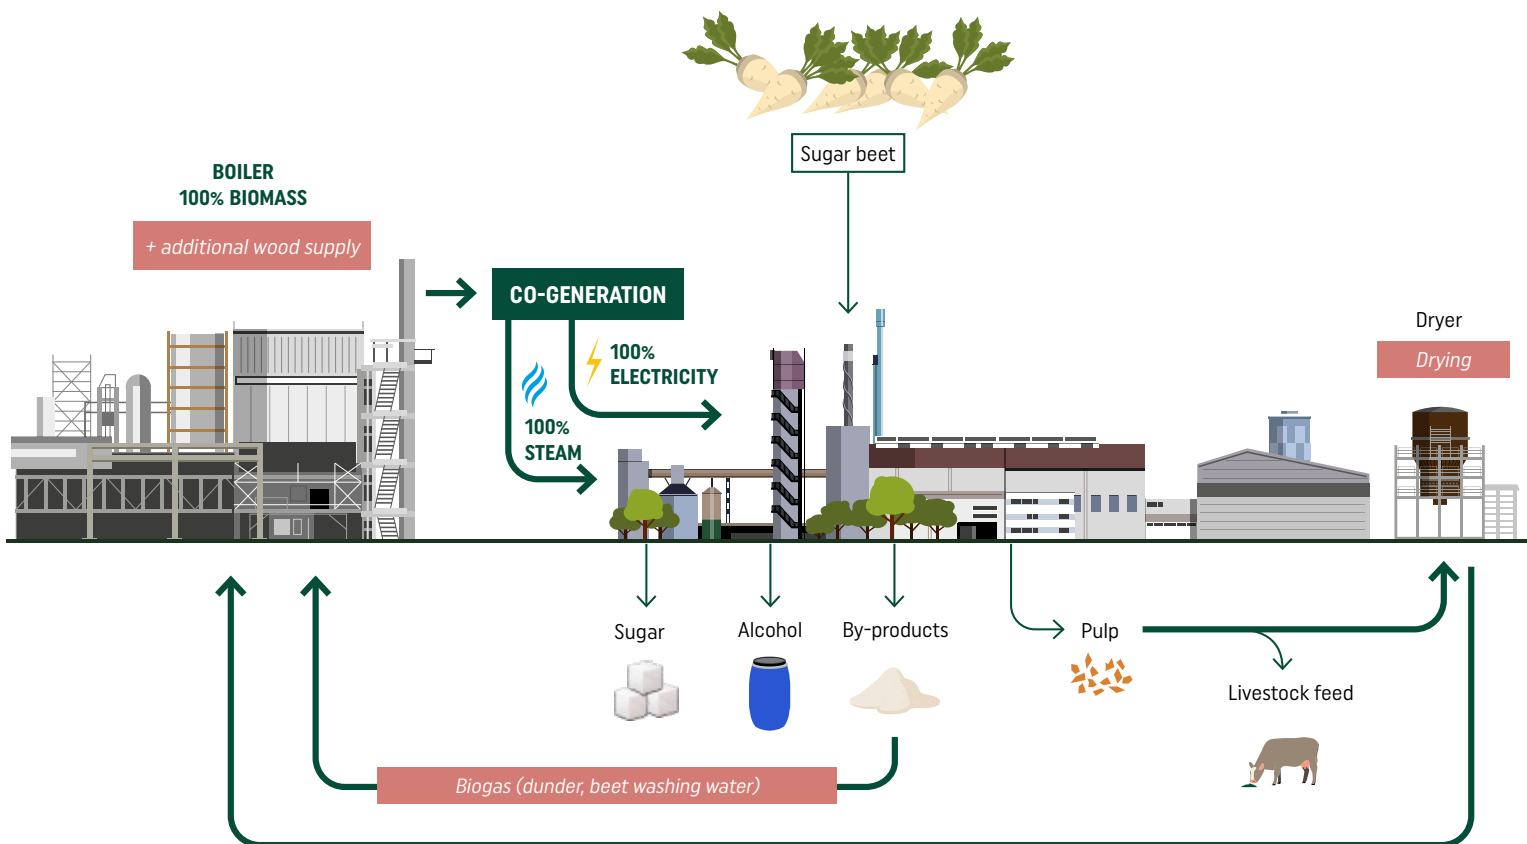 Sugar beet
BOILER
100% BIOMASS
+ additional wood supply
CO-GENERATION
100%
ELECTRICITY
100%
STEAM
Dryer
Drying
Sugar
Alcohol
By-products
Pulp
Livestock feed
Biogas (dunder, beet washing water)